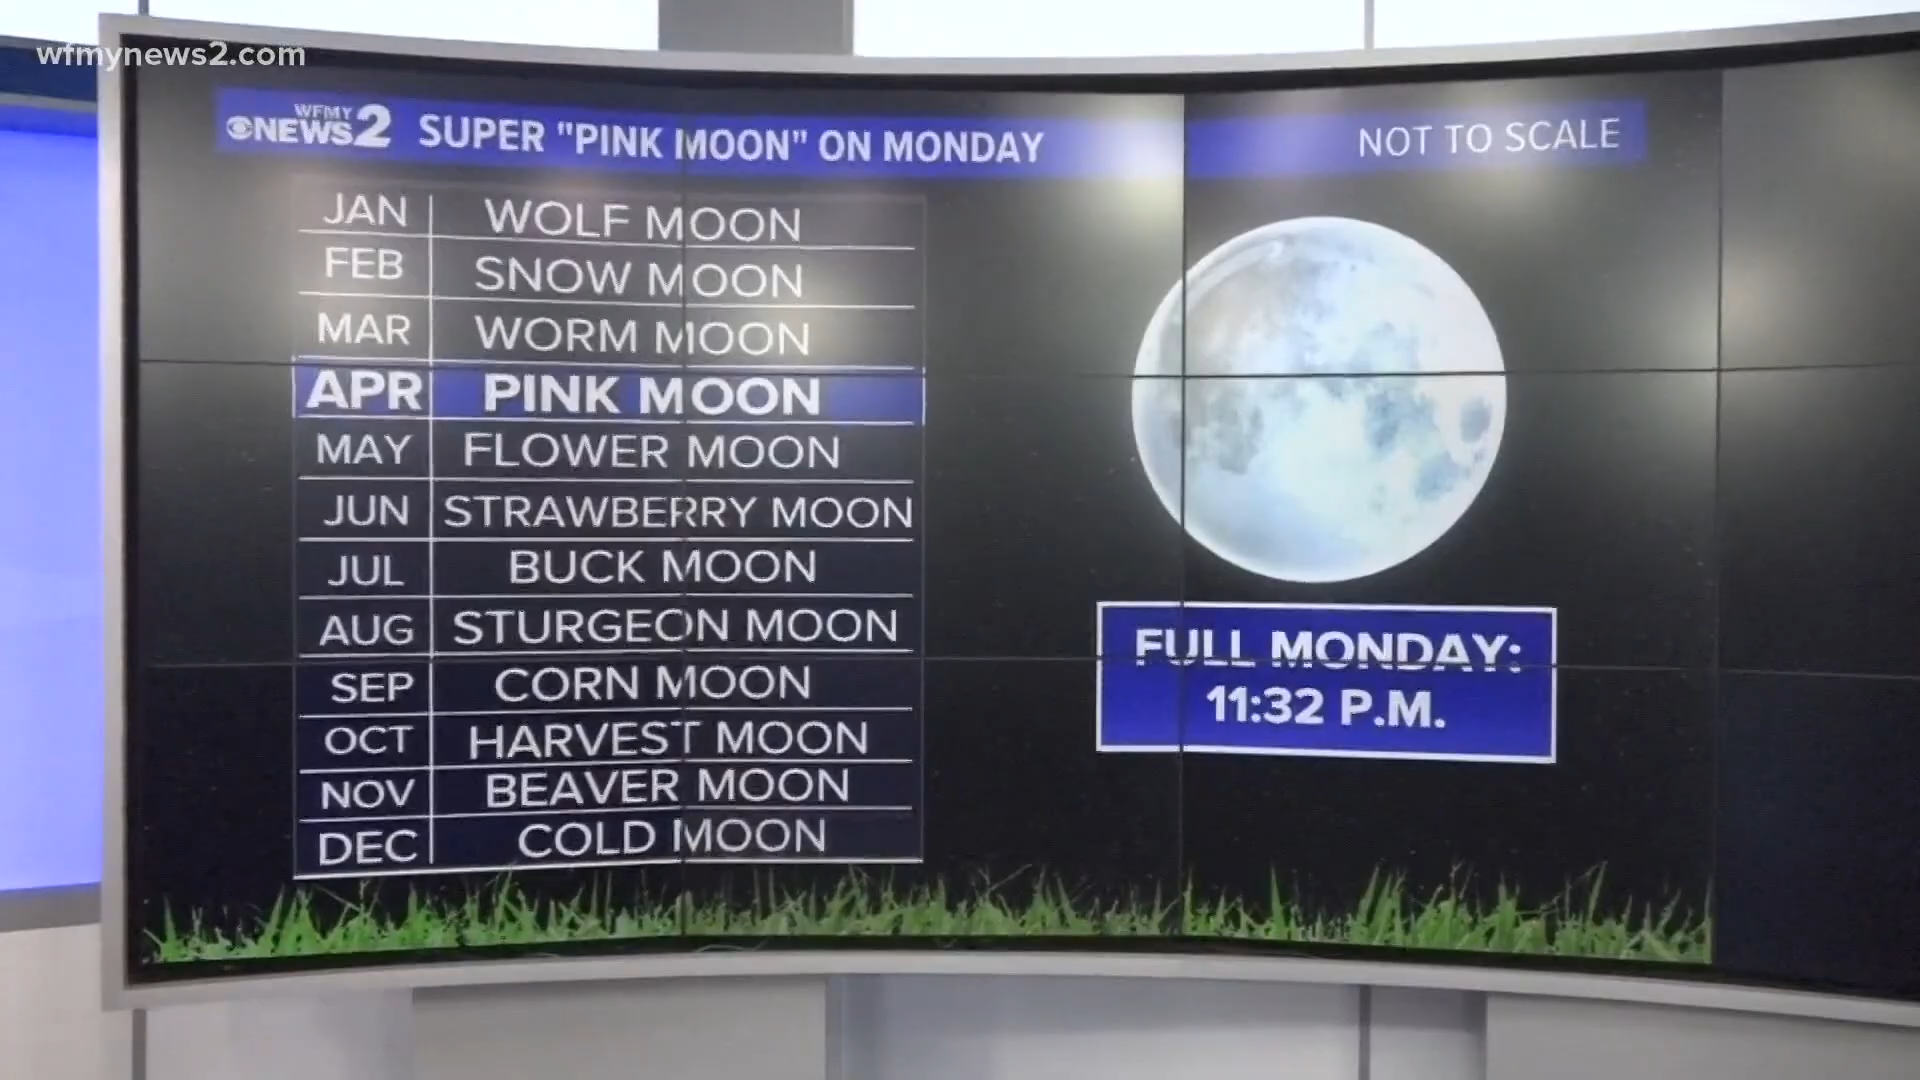 wfmynews2.com
WFMY
NEWS 2
SUPER "PINK MOON" ON MONDAY
NOT TO SCALE
JAN WOLF MOON
FEB SNOW MOON
MAR WORM MOON
APR PINK MOON
MAY FLOWER MOON
JUN STRAWBERRY MOON
JUL BUCK MOON
AUG STURGEON MOON
SEP CORN MOON
OCT HARVEST MOON
NOV BEAVER MOON
DEC COLD MOON
FULL MONDAY:
11:32 P.M.